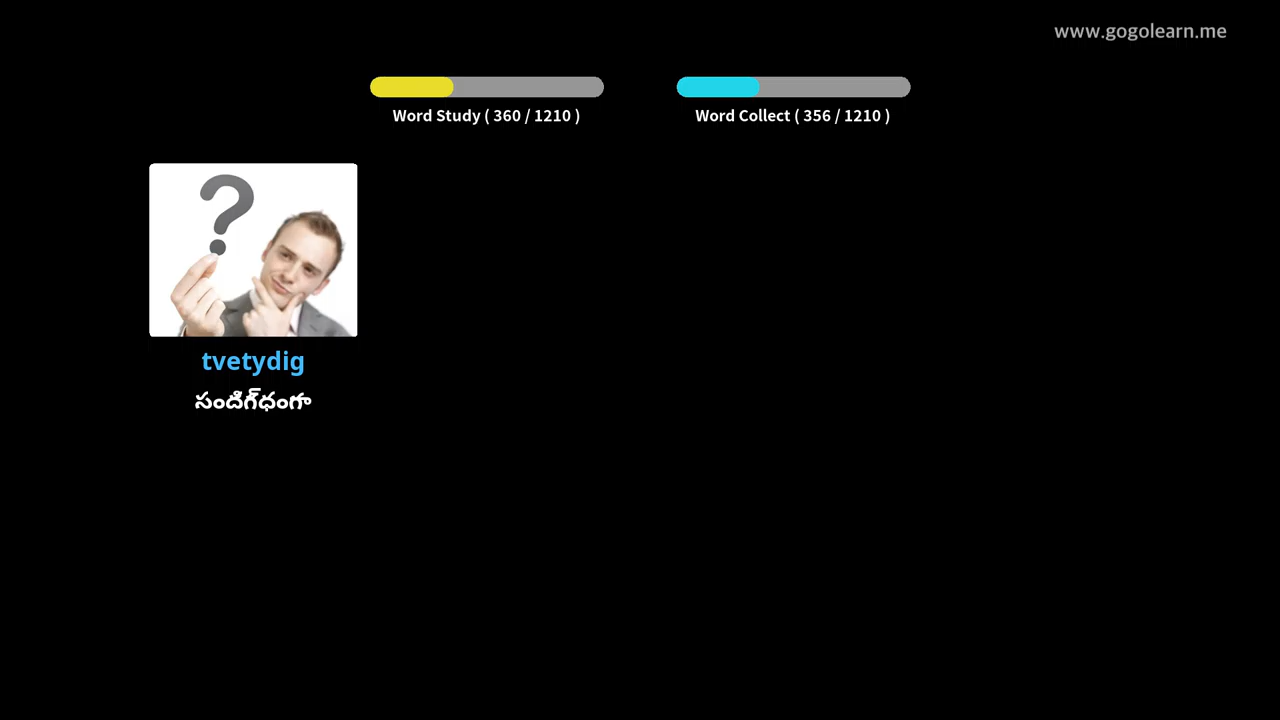 www.gogolearn.me
Word Study ( 360 / 1210 )
Word Collect ( 356 / 1210 )
?
tvetydig
సందిగ్ధంగా